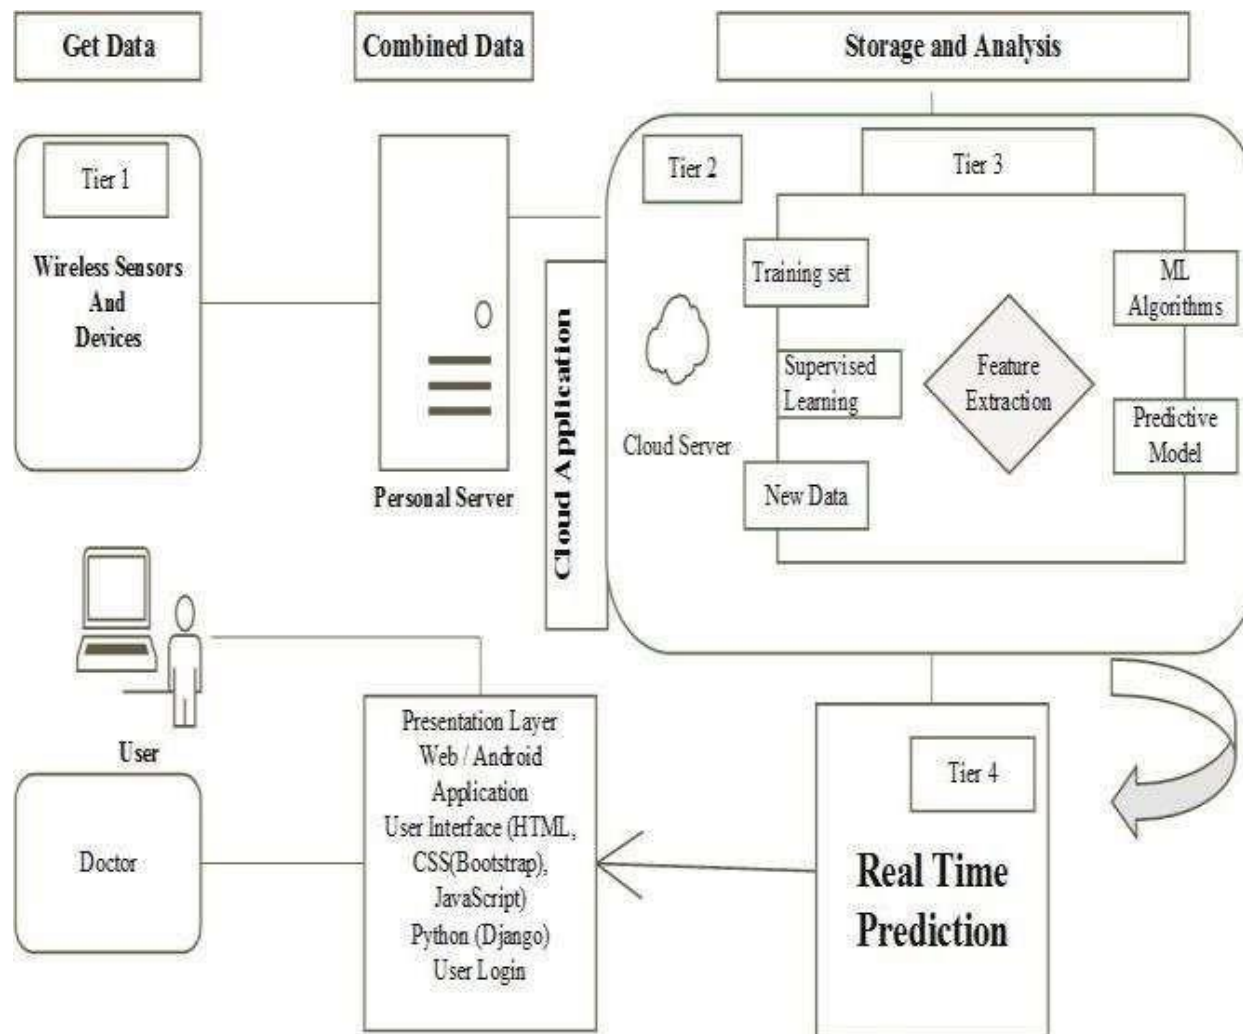 Get Data
Combined Data
Storage and Analysis
Tier 1
Wireless Sensors
And
Devices
Personal Server
Cloud Application
Tier 2
Cloud Server
Tier 3
Training set
Supervised
Learning
New Data
Feature
Extraction
ML
Algorithms
Predictive
Model
User
Doctor
Presentation Layer
Web / Android
Application
User Interface (HTML,
CSS(Bootstrap),
JavaScript)
Python (Django)
User Login
Tier 4
Real Time
Prediction